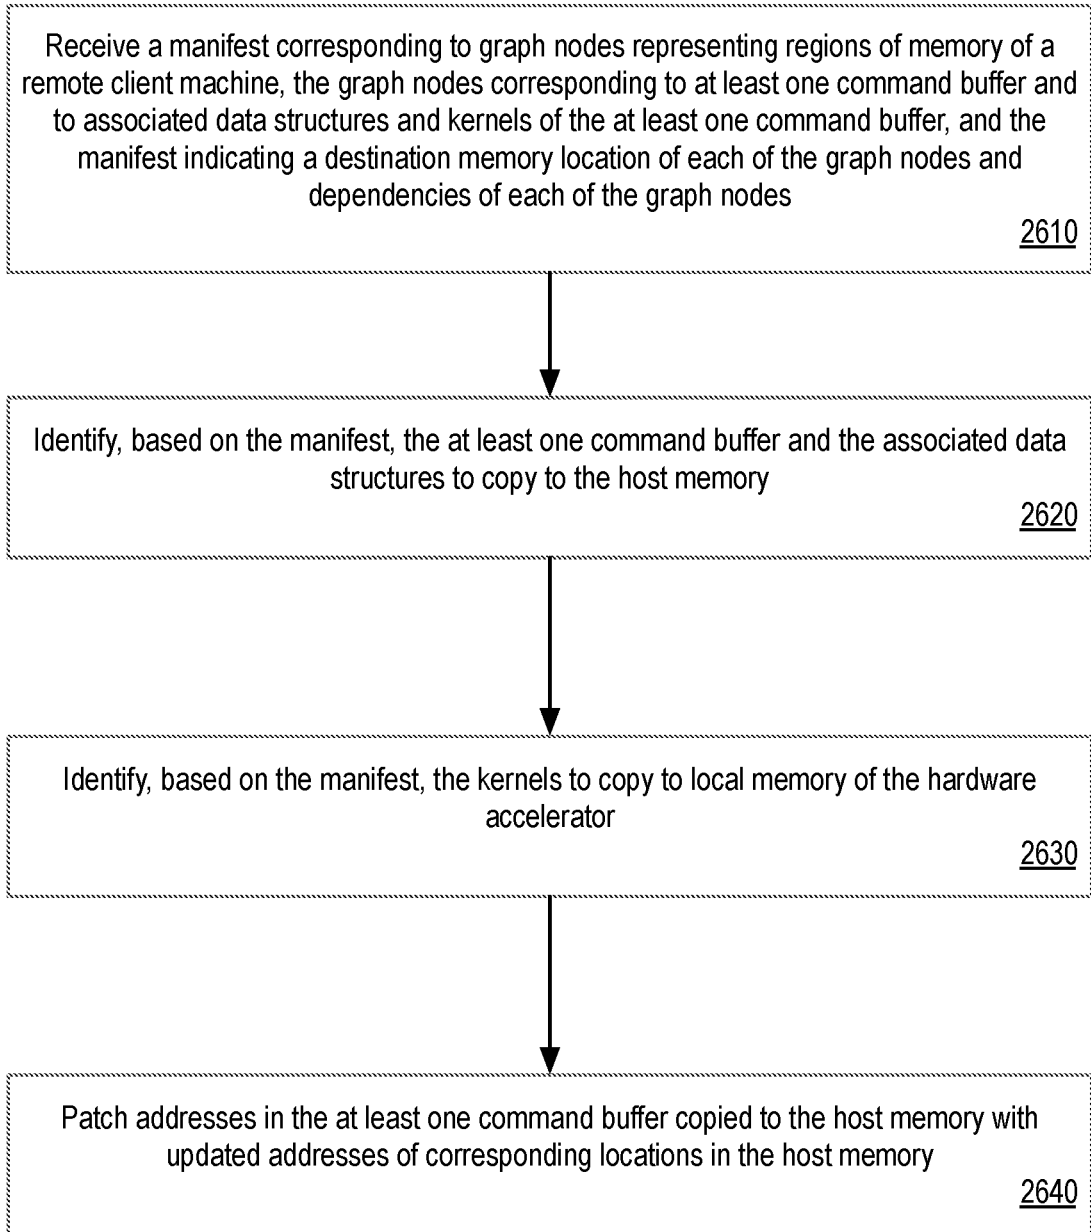 Receive a manifest corresponding to graph nodes representing regions of memory of a
remote client machine, the graph nodes corresponding to at least one command buffer and
to associated data structures and kernels of the at least one command buffer, and the
manifest indicating a destination memory location of each of the graph nodes and
dependencies of each of the graph nodes
2610
Identify, based on the manifest, the at least one command buffer and the associated data
structures to copy to the host memory
2620
Identify, based on the manifest, the kernels to copy to local memory of the hardware
accelerator
2630
Patch addresses in the at least one command buffer copied to the host memory with
updated addresses of corresponding locations in the host memory
2640